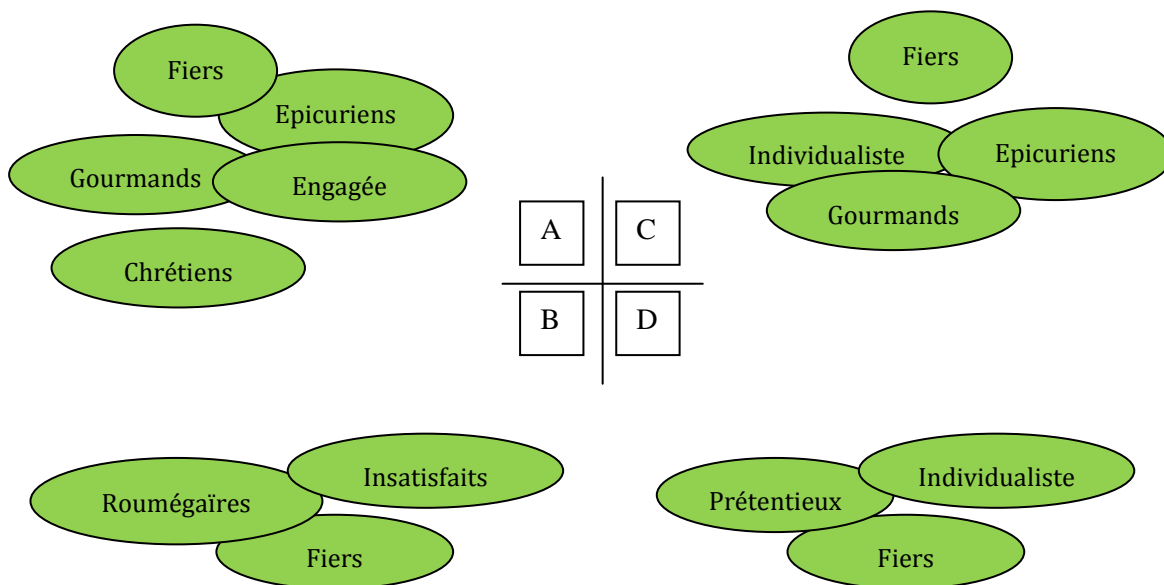 Fiers
Epicuriens
Gourmands
Engagée
Chrétiens
Fiers
Individualiste
Epicuriens
Gourmands
A
C
B
D
Insatisfaits
Roumégaïres
Fiers
Individualiste
Prétentieux
Fiers